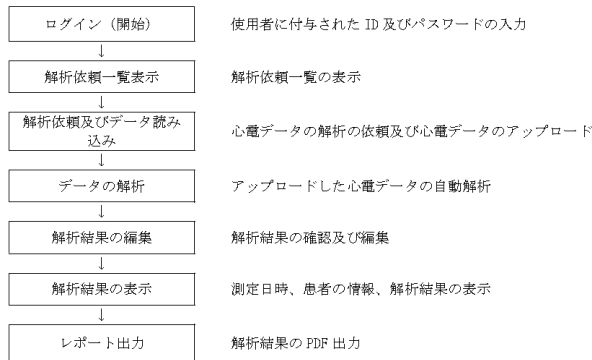 ログイン（開始） 使用者に付与された ID 及びパスワードの入力
↓
解析依頼一覧表示 解析依頼一覧の表示
↓
解析依頼及びデータ読み
込み
心電データの解析の依頼及び心電データのアップロード
↓
データの解析 アップロードした心電データの自動解析
↓
解析結果の編集 解析結果の確認及び編集
↓
解析結果の表示 測定日時、患者の情報、解析結果の表示
↓
レポート出力 解析結果の PDF 出力